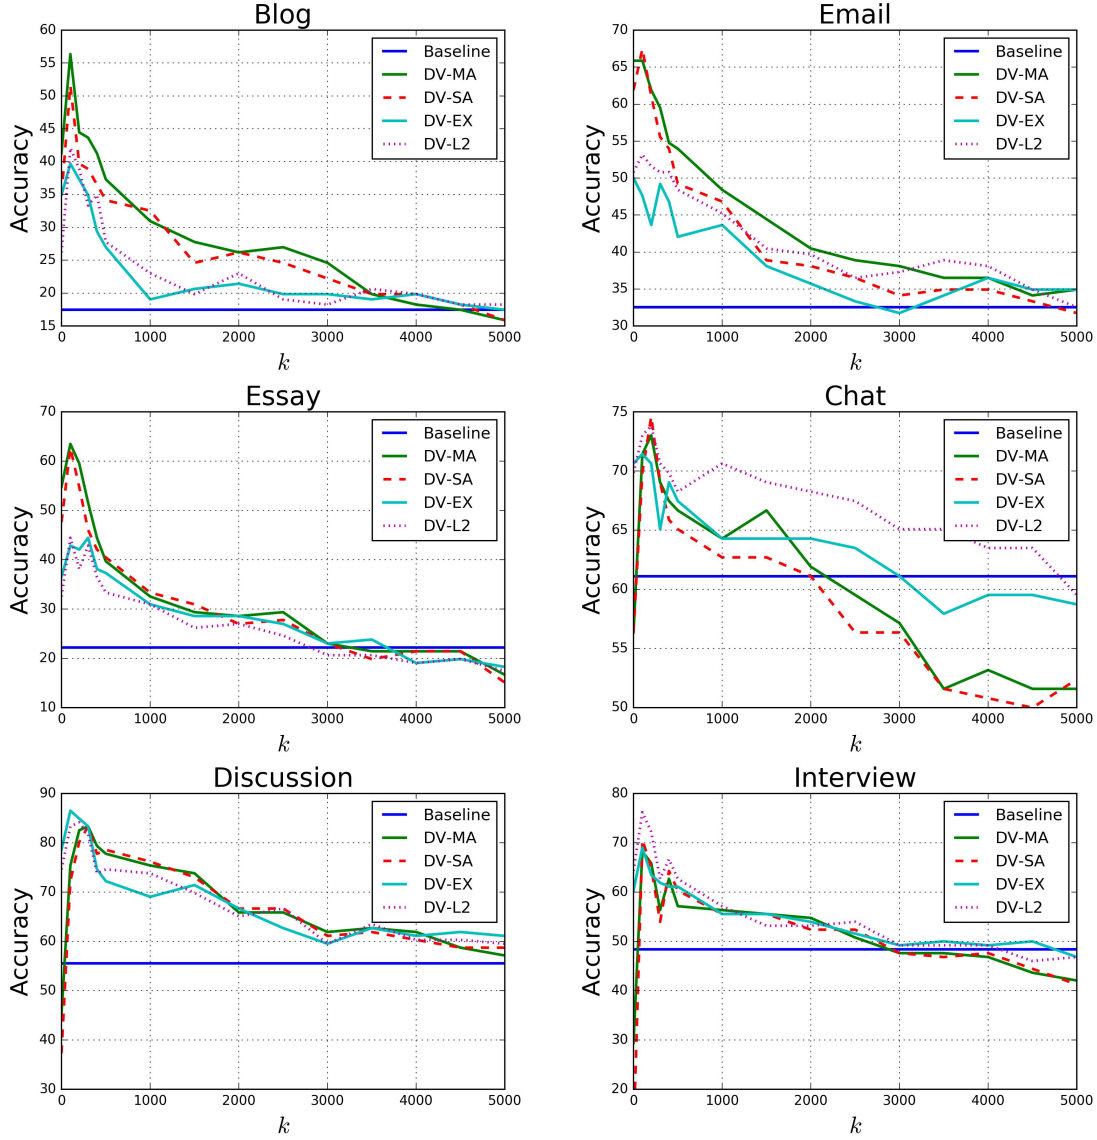 Blog
Accuracy
60
55
50
45
40
35
30
25
20
15
0 1000 2000 3000 4000 5000
k
Baseline
DV-MA
DV-SA
DV-EX
DV-L2
Email
Accuracy
70
65
60
55
50
45
40
35
30
0 1000 2000 3000 4000 5000
k
Baseline
DV-MA
DV-SA
DV-EX
DV-L2
Essay
Accuracy
70
60
50
40
30
20
10
0 1000 2000 3000 4000 5000
k
Baseline
DV-MA
DV-SA
DV-EX
DV-L2
Chat
Accuracy
75
70
65
60
55
50
0 1000 2000 3000 4000 5000
k
Baseline
DV-MA
DV-SA
DV-EX
DV-L2
Discussion
Accuracy
90
80
70
60
50
40
30
0 1000 2000 3000 4000 5000
k
Baseline
DV-MA
DV-SA
DV-EX
DV-L2
Interview
Accuracy
80
70
60
50
40
30
20
0 1000 2000 3000 4000 5000
k
Baseline
DV-MA
DV-SA
DV-EX
DV-L2